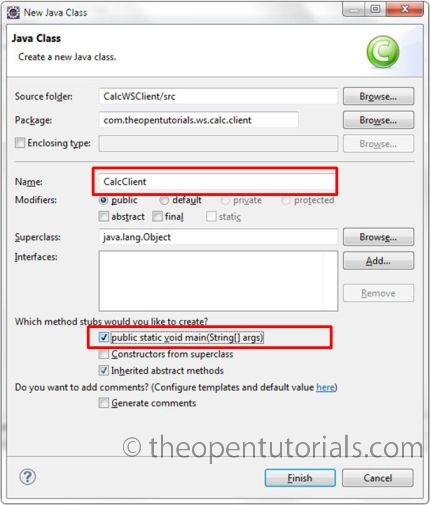 New Java Class
Java Class
Create a new Java class.
Source folder: CalcWSClient/src Browse...
Package: com.theopentutorials.ws.calc.client Browse...
Enclosing type: Browse...
Name: CalcClient
Modifiers: public default private protected
abstract final static
Superclass: java.lang.Object Browse...
Interfaces: Add...
Remove
Which method stubs would you like to create?
public static void main(String[] args)
Constructors from superclass
Inherited abstract methods
Do you want to add comments? (Configure templates and default value here)
Generate comments
© theopentutorials.com
? Finish Cancel